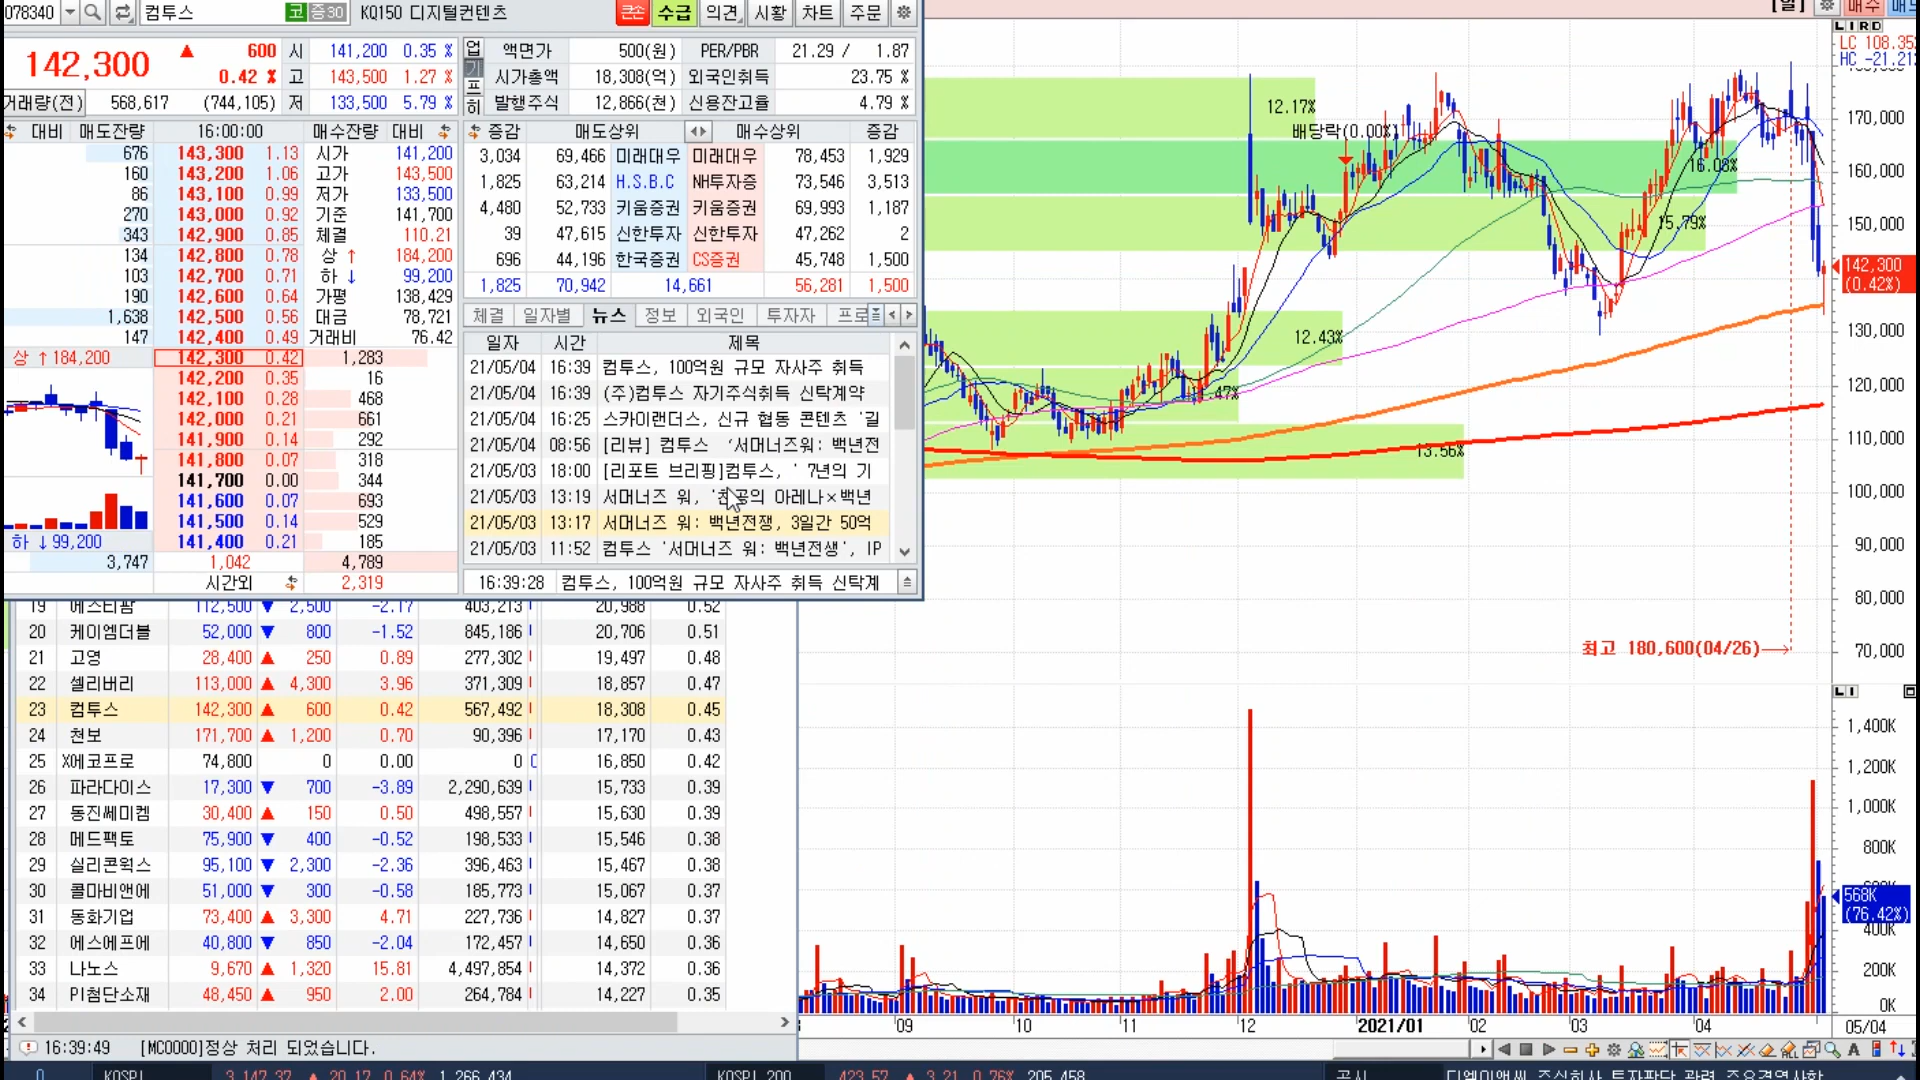 078340 컴투스 코 증30 KQ150 디지털컨텐츠 큰손 수급 의견 시황 차트 주문
142,300 ▲ 600 0.42 %
시 141,200 0.35 %
고 143,500 1.27 %
거래량(전) 568,617 (744,105) 저 133,500 5.79 %
업 기 프 히
액면가 500(원) PER/PBR 21.29 / 1.87
시가총액 18,308(억) 외국인취득 23.75 %
발행주식 12,866(천) 신용잔고율 4.79 %
대비 매도잔량 16:00:00 매수잔량 대비
676 143,300 1.13 시가 141,200
160 143,200 1.06 고가 143,500
86 143,100 0.99 저가 133,500
270 143,000 0.92 기준 141,700
343 142,900 0.85 체결 110.21
134 142,800 0.78 상 ↑ 184,200
103 142,700 0.71 하 ↓ 99,200
190 142,600 0.64 가평 138,429
1,638 142,500 0.56 대금 78,721
147 142,400 0.49 거래비 76.42
상 ↑184,200 142,300 0.42 1,283
142,200 0.35 16
142,100 0.28 468
142,000 0.21 661
141,900 0.14 292
141,800 0.07 318
141,700 0.00 344
141,600 0.07 693
141,500 0.14 529
하 ↓99,200 141,400 0.21 185
3,747 1,042 4,789
시간외 2,319
증감 매도상위 매수상위 증감
3,034 69,466 미래대우 미래대우 78,453 1,929
1,825 63,214 H.S.B.C NH투자증 73,546 3,513
4,480 52,733 키움증권 키움증권 69,993 1,187
39 47,615 신한투자 신한투자 47,262 2
696 44,196 한국증권 CS증권 45,748 1,500
1,825 70,942 14,661 56,281 1,500
체결 일자별 뉴스 정보 외국인 투자자 프로
일자 시간 제목
21/05/04 16:39 컴투스, 100억원 규모 자사주 취득
21/05/04 16:39 (주)컴투스 자기주식취득 신탁계약
21/05/04 16:25 스카이랜더스, 신규 협동 콘텐츠 '길
21/05/04 08:56 [리뷰] 컴투스 '서머너즈워: 백년전
21/05/03 18:00 [리포트 브리핑]컴투스, ' 7년의 기
21/05/03 13:19 서머너즈 워, '천공의 아레나×백년
21/05/03 13:17 서머너즈 워: 백년전쟁, 3일간 50억
21/05/03 11:52 컴투스 '서머너즈 워: 백년전쟁', IP
16:39:28 컴투스, 100억원 규모 자사주 취득 신탁계
19 에스티팜 112,500 ▼ 2,500 -2.17 403,213 20,988 0.52
20 케이엠더블 52,000 ▼ 800 -1.52 845,186 20,706 0.51
21 고영 28,400 ▲ 250 0.89 277,302 19,497 0.48
22 셀리버리 113,000 ▲ 4,300 3.96 371,309 18,857 0.47
23 컴투스 142,300 ▲ 600 0.42 567,492 18,308 0.45
24 천보 171,700 ▲ 1,200 0.70 90,396 17,170 0.43
25 X에코프로 74,800 0 0.00 0 16,850 0.42
26 파라다이스 17,300 ▼ 700 -3.89 2,290,639 15,733 0.39
27 동진쎄미켐 30,400 ▲ 150 0.50 498,557 15,630 0.39
28 메드팩토 75,900 ▼ 400 -0.52 198,533 15,546 0.38
29 실리콘웍스 95,100 ▼ 2,300 -2.36 396,463 15,467 0.38
30 콜마비앤에 51,000 ▼ 300 -0.58 185,773 15,067 0.37
31 동화기업 73,400 ▲ 3,300 4.71 227,736 14,827 0.37
32 에스에프에 40,800 ▼ 850 -2.04 172,457 14,650 0.36
33 나노스 9,670 ▲ 1,320 15.81 4,497,854 14,372 0.36
34 PI첨단소재 48,450 ▲ 950 2.00 264,784 14,227 0.35
16:39:49 [MC0000]정상 처리 되었습니다.
[일] 매수
L I R D
LC 108.35
HC -21.21
170,000
160,000
150,000
142,300 (0.42%)
130,000
120,000
110,000
100,000
90,000
80,000
70,000
12.17%
배당락(0.00%)
16.08%
15.79%
12.43%
47%
13.56%
최고 180,600(04/26)
L I
1,400K
1,200K
1,000K
800K
568K (76.42%)
400K
200K
0K
09 10 11 12 2021/01 02 03 04 05/04
A ALL
0 KOSPI 3,147.37 ▲ 20.17 0.64% 1,266,434 KOSPI 200 423.57 ▲ 3.21 0.76% 205,458 공시